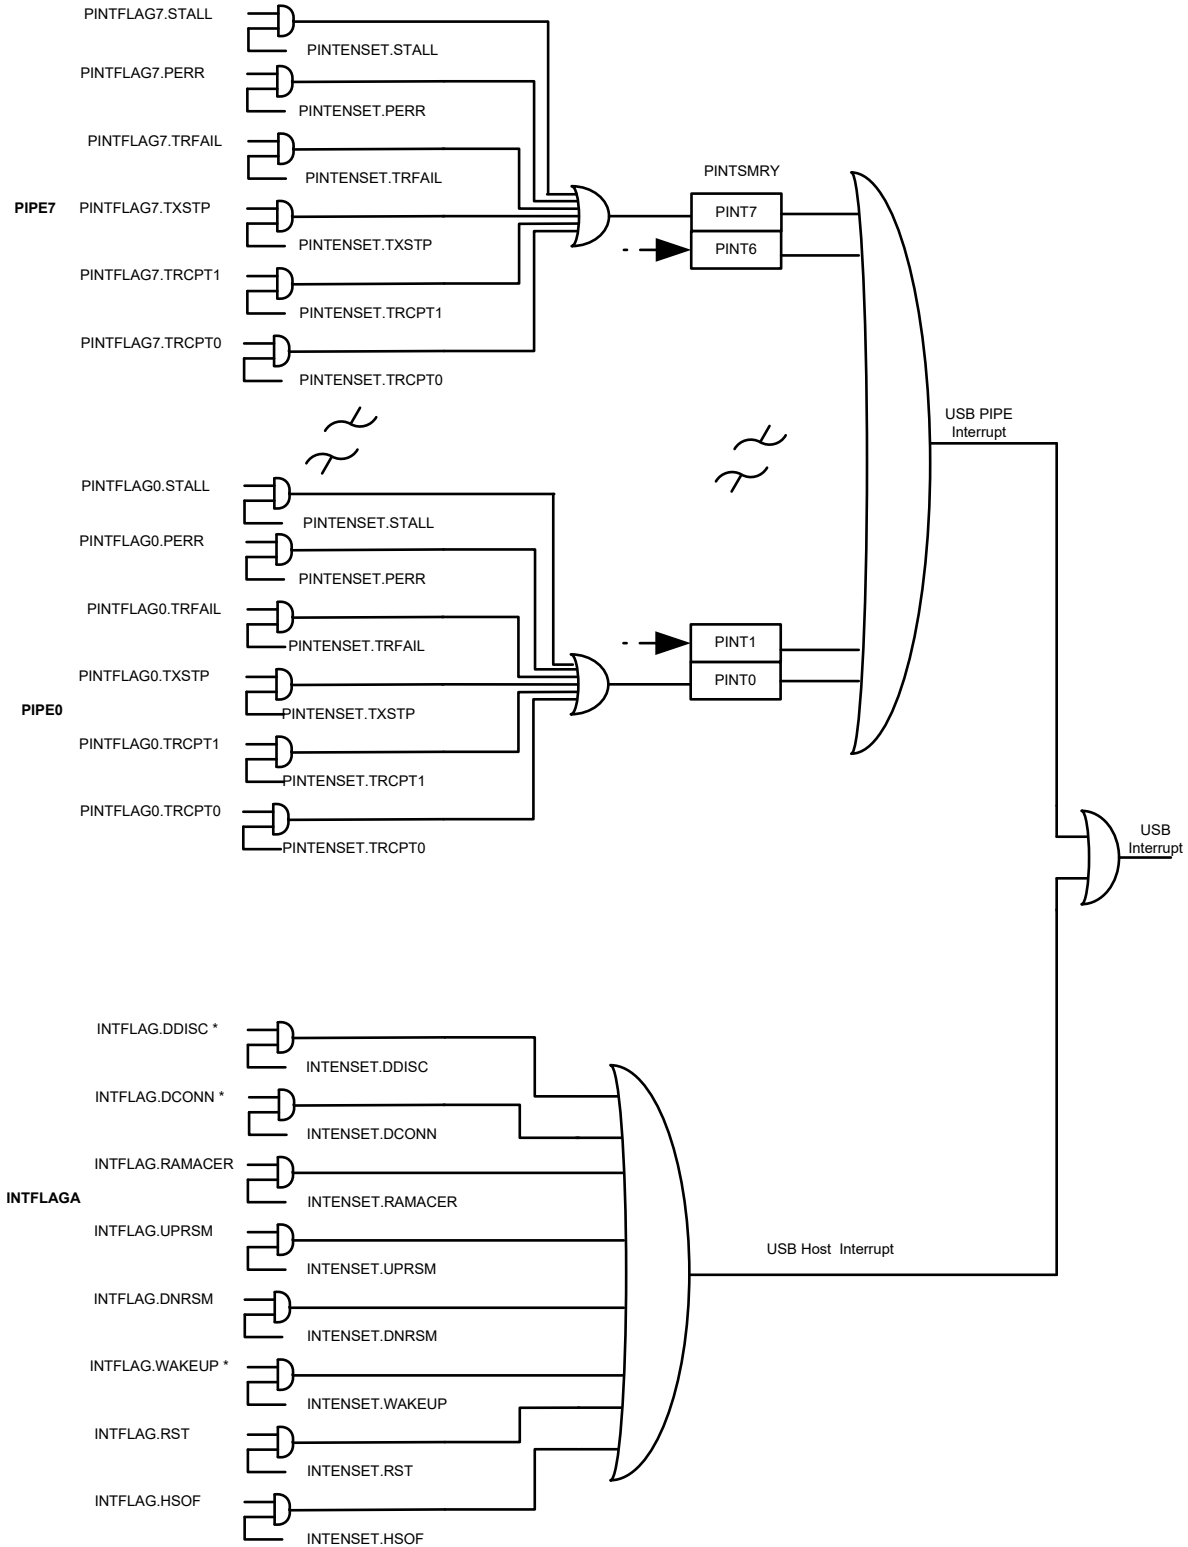 PINTFLAG7.STALL
PINTENSET.STALL
PINTFLAG7.PERR
PINTENSET.PERR
PINTFLAG7.TRFAIL
PINTENSET.TRFAIL
PIPE7
PINTFLAG7.TXSTP
PINTENSET.TXSTP
PINTFLAG7.TRCPT1
PINTENSET.TRCPT1
PINTFLAG7.TRCPT0
PINTENSET.TRCPT0
PINTSMRY
PINT7
PINT6
USB PIPE
Interrupt
PINTFLAG0.STALL
PINTENSET.STALL
PINTFLAG0.PERR
PINTENSET.PERR
PINTFLAG0.TRFAIL
PINTENSET.TRFAIL
PINTFLAG0.TXSTP
PINTENSET.TXSTP
PIPE0
PINTFLAG0.TRCPT1
PINTENSET.TRCPT1
PINTFLAG0.TRCPT0
PINTENSET.TRCPT0
PINT1
PINT0
USB
Interrupt
INTFLAG.DDISC *
INTENSET.DDISC
INTFLAG.DCONN *
INTENSET.DCONN
INTFLAG.RAMACER
INTENSET.RAMACER
INTFLAGA
INTFLAG.UPRSM
INTENSET.UPRSM
INTFLAG.DNRSM
INTENSET.DNRSM
INTFLAG.WAKEUP *
INTENSET.WAKEUP
INTFLAG.RST
INTENSET.RST
INTFLAG.HSOF
INTENSET.HSOF
USB Host Interrupt